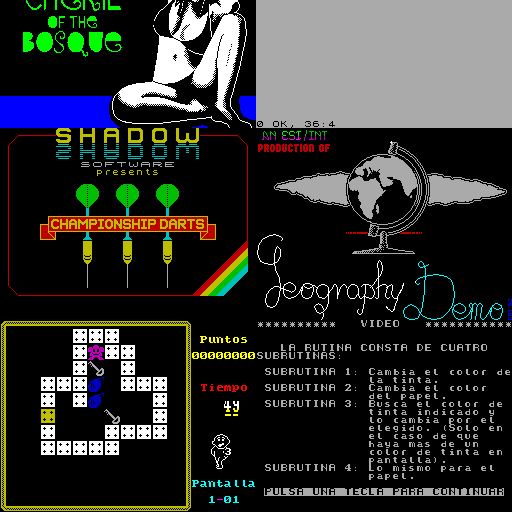 OF THE
BOSQUE
0 OK, 36:4
SHADOW
SOFTWARE
presents
CHAMPIONSHIP DARTS
PRODUCTION OF
Geography Demo
*********** VIDEO ***********
Puntos
00000000
Tiempo
Pantalla
1-01
LA RUTINA CONSTA DE CUATRO
SUBRUTINAS:
SUBRUTINA 1: Cambia el color de
la tinta.
SUBRUTINA 2: Cambia el color
del papel.
SUBRUTINA 3: Busca el color de
tinta indicado y
lo cambia por el
elegido. (Solo en
el caso de que
haya mas de un
color de tinta en
pantalla).
SUBRUTINA 4: Lo mismo para el
papel.
PULSA UNA TECLA PARA CONTINUAR